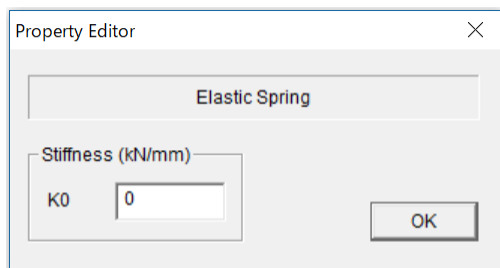 Property Editor
Elastic Spring
Stiffness (kN/mm)
K0 0
OK